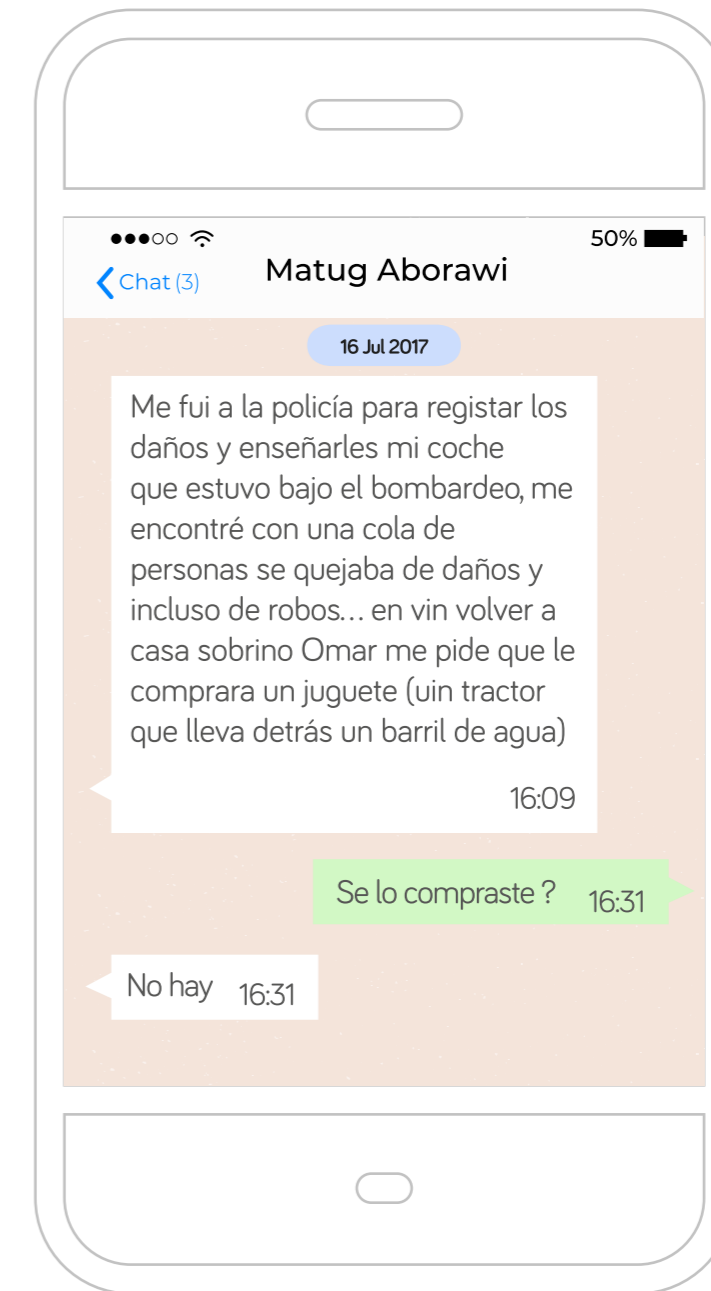 50%
Chat (3)
Matug Aborawi
16 Jul 2017
Me fui a la policía para registar los
daños y enseñarles mi coche
que estuvo bajo el bombardeo, me
encontré con una cola de
personas se quejaba de daños y
incluso de robos... en vin volver a
casa sobrino Omar me pide que le
comprara un juguete (uin tractor
que lleva detrás un barril de agua)
16:09
Se lo compraste ? 16:31
No hay 16:31